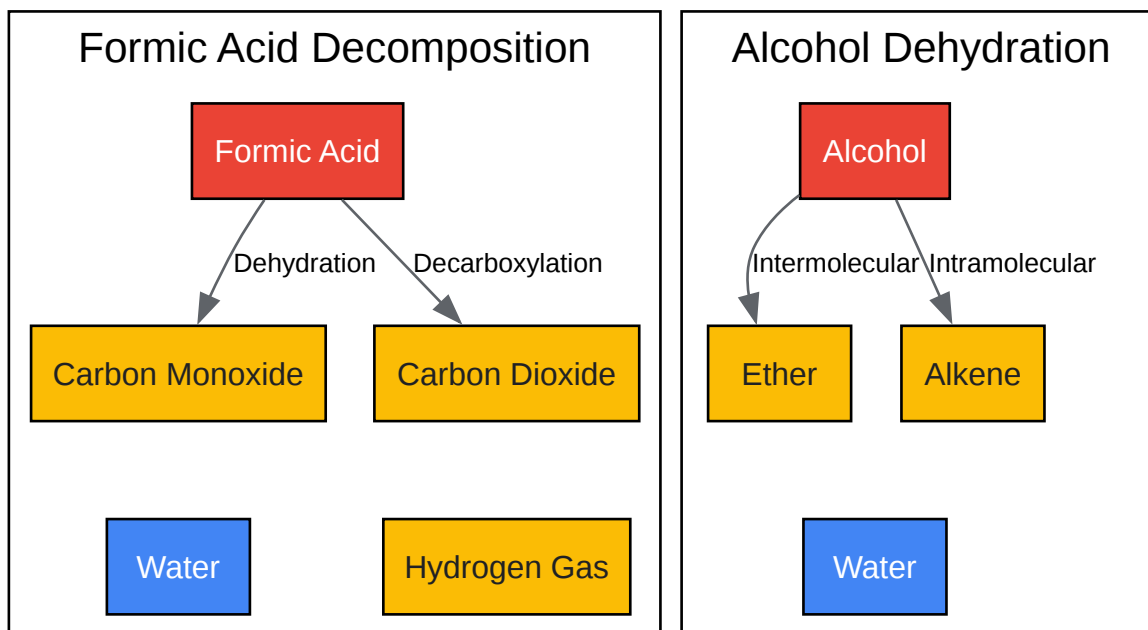 Formic Acid Decomposition
Formic Acid
Dehydration
Decarboxylation
Carbon Monoxide
Carbon Dioxide
Water
Hydrogen Gas
Alcohol Dehydration
Alcohol
Intermolecular
Intramolecular
Ether
Alkene
Water